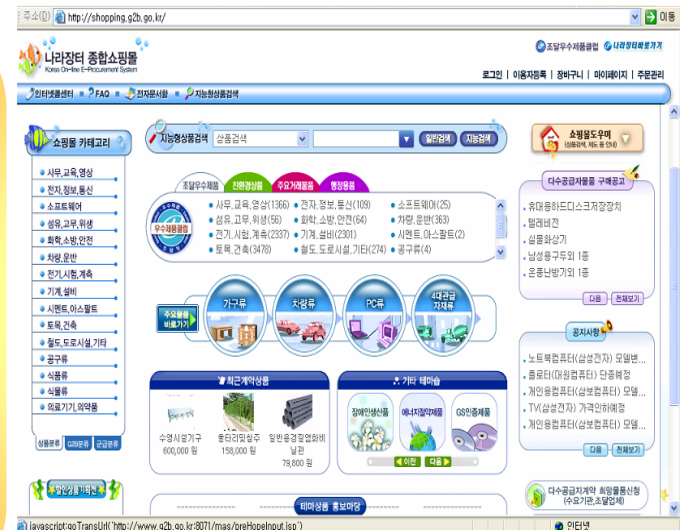 주소(D) http://shopping.g2b.go.kr/ 이동
나라장터 종합쇼핑몰
Korea On-line E-Procurement System
조달우수제품클럽 나라장터바로가기
로그인 | 이용자등록 | 장바구니 | 마이페이지 | 주문관리
인터넷콜센터 ? FAQ 전자문서함 지능형상품검색
쇼핑몰 카테고리
사무,교육,영상
전자,정보,통신
소프트웨어
섬유,고무,위생
화학,소방,안전
차량,운반
전기,시험,계측
기계,설비
시멘트,아스팔트
토목,건축
철도,도로시설,기타
공구류
식품류
식물류
의료기기,의약품
상품분류 G2B분류 군급분류
할인상품기획전
지능형상품검색 상품검색 일반검색 지능검색
조달우수제품 친환경상품 주요거래물품 행정용품
우수제품클럽
사무,교육,영상(1366) 전자,정보,통신(109) 소프트웨어(25)
섬유,고무,위생(56) 화학,소방,안전(64) 차량,운반(363)
전기,시험,계측(2337) 기계,설비(2301) 시멘트,아스팔트(2)
토목,건축(3478) 철도,도로시설,기타(274) 공구류(4)
주요물품
바로가기
가구류
차량류
PC류
4대관급
자재류
최근계약상품
수영시설기구
600,000 원
울타리및쉴주
158,000 원
일반용경질염화비
닐관
79,800 원
기타 테마숍
장애인생산품 에너지절약제품 GS인증제품
이전 다음
테마상품 홍보마당
쇼핑몰도우미
(상품검색, 제도 등 안내)
다수공급자물품 구매공고
휴대용하드디스크저장장치
텔레비전
실물화상기
남성용구두외 1종
온풍난방기외 1종
다음 전체보기
공지사항
노트북컴퓨터(삼성전자) 모델변...
플로터(대원컴퓨터) 단종예정
개인용컴퓨터(삼보컴퓨터) 모델...
TV(삼성전자) 가격인하예정
개인용컴퓨터(삼보컴퓨터) 모델...
다음 전체보기
다수공급자계약 희망물품신청
(수요기관,조달업체)
javascript:goTransUrl('http://www.g2b.go.kr:8071/mas/preHopeInput.jsp') 인터넷